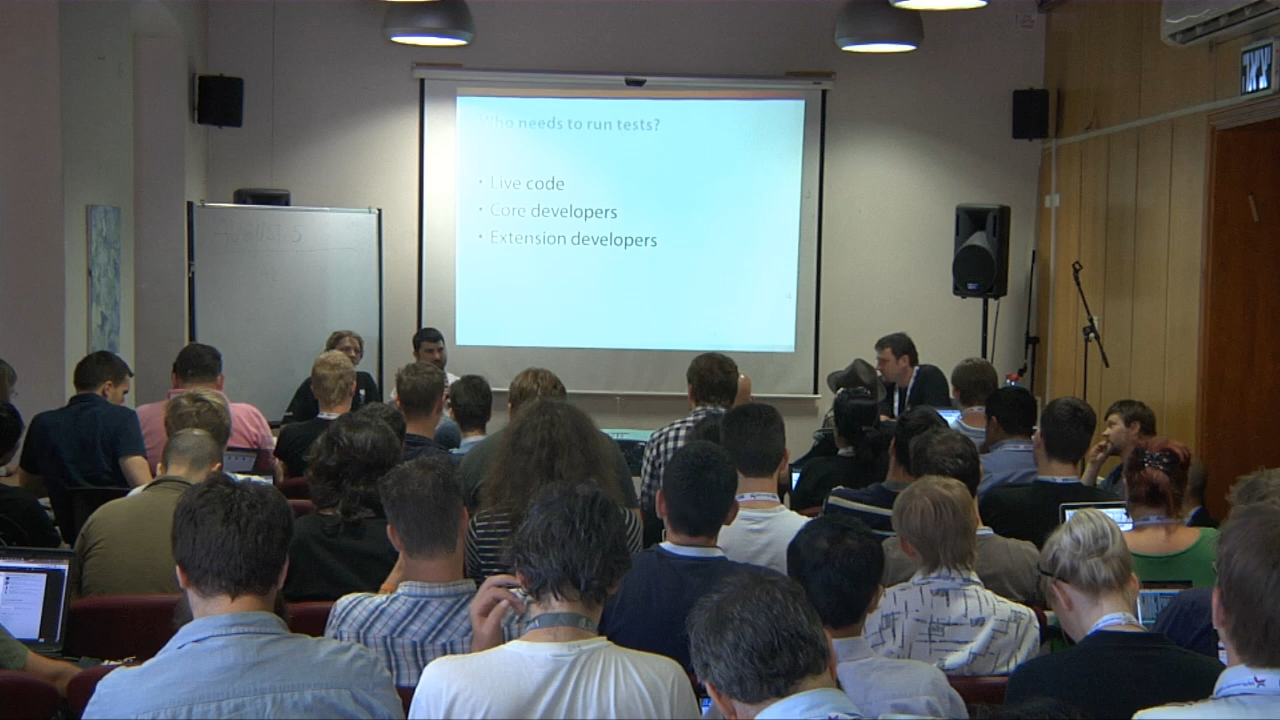 Who needs to run tests?
• Live code
• Core developers
• Extension developers